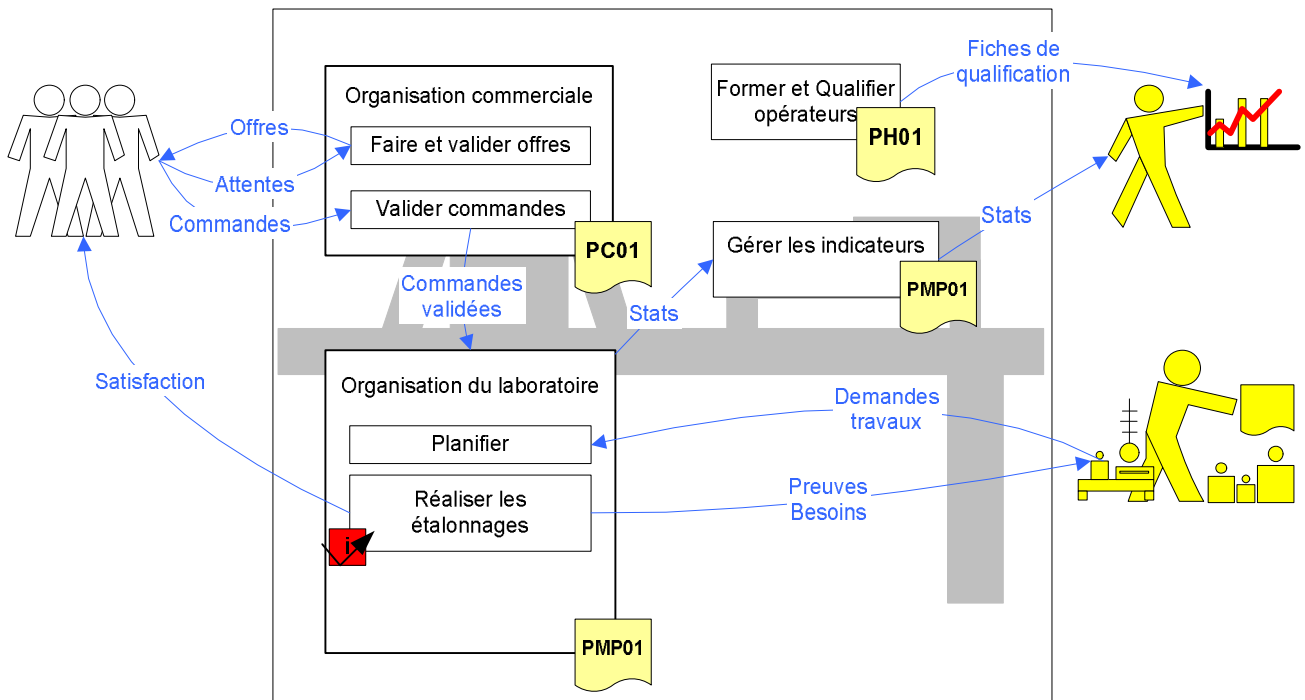 Organisation commerciale
Faire et valider offres
Valider commandes
PC01
Offres
Attentes
Commandes
Former et Qualifier
opérateurs
PH01
Fiches de
qualification
Gérer les indicateurs
PMP01
Stats
Commandes
validées
Stats
Satisfaction
Organisation du laboratoire
Planifier
Réaliser les
étalonnages
i
PMP01
Demandes
travaux
Preuves
Besoins